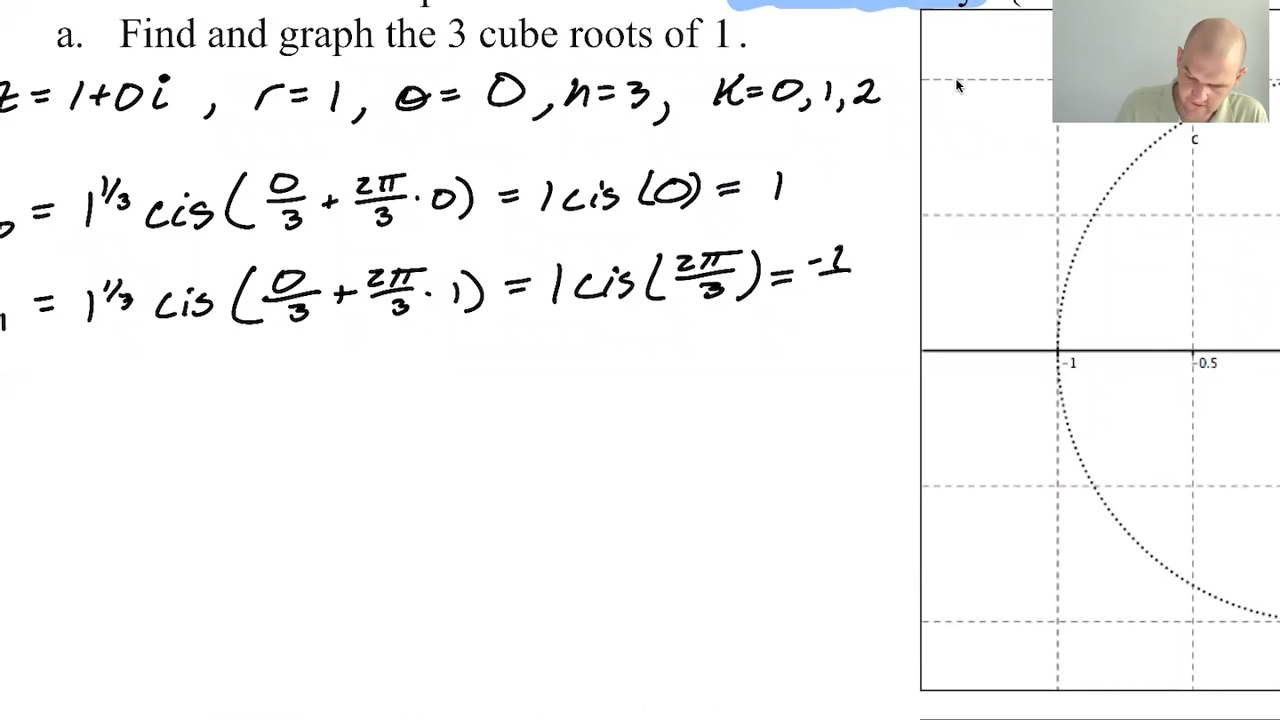 a. Find and graph the 3 cube roots of 1.
z = 1+0i , r = 1, θ = 0, n = 3, K = 0, 1, 2
0 = 1^1/3 cis(0/3 + 2π/3 · 0) = 1 cis (0) = 1
1 = 1^1/3 cis (0/3 + 2π/3 · 1) = 1 cis(2π/3) = -1
c
-1
-0.5